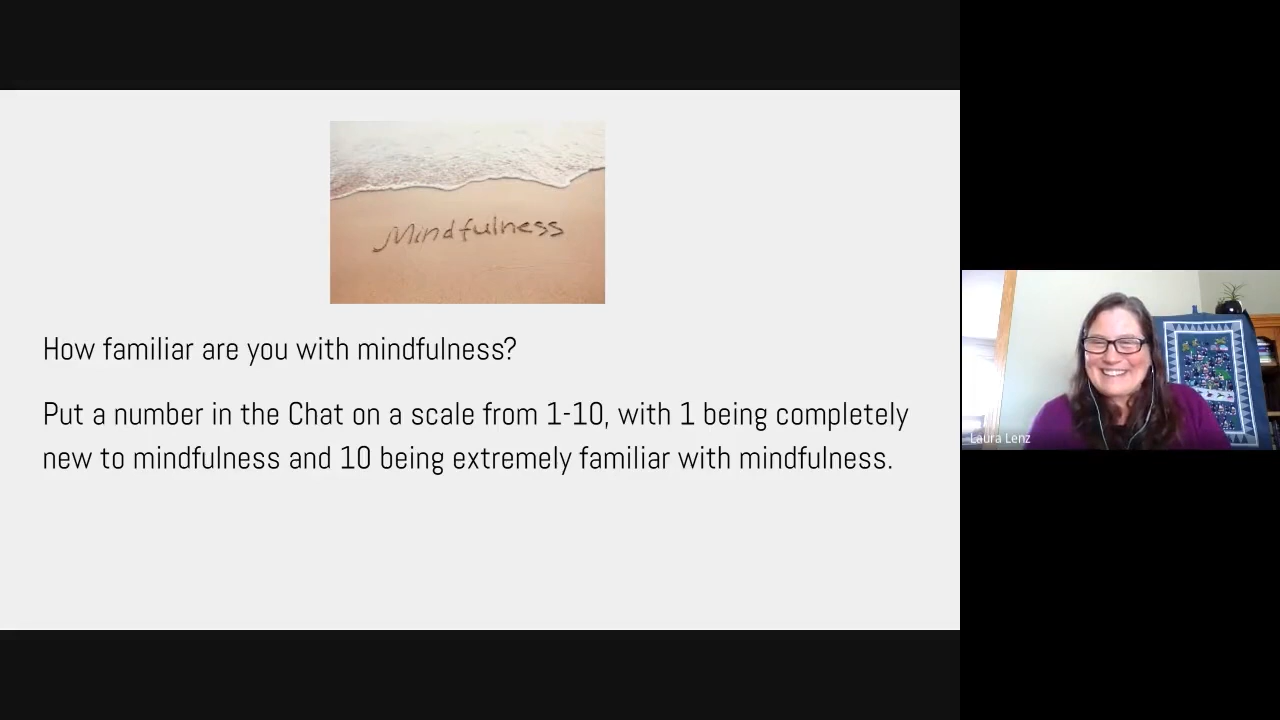 Mindfulness
How familiar are you with mindfulness?
Put a number in the Chat on a scale from 1-10, with 1 being completely
new to mindfulness and 10 being extremely familiar with mindfulness.
Laura Lenz